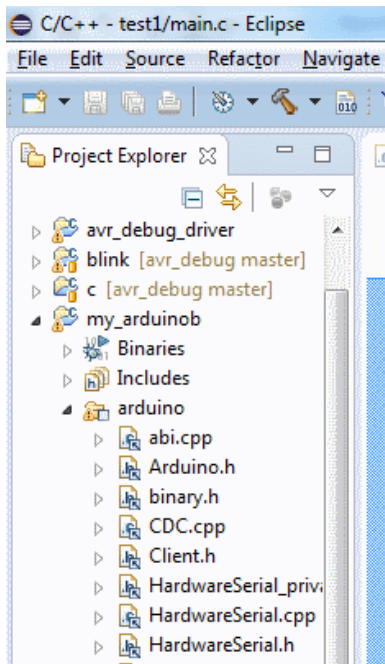 C/C++ - test1/main.c - Eclipse
File Edit Source Refactor Navigate
010
Project Explorer
avr_debug_driver
blink [avr_debug master]
c [avr_debug master]
my_arduinob
Binaries
Includes
arduino
abi.cpp
Arduino.h
binary.h
CDC.cpp
Client.h
HardwareSerial_priva
HardwareSerial.cpp
HardwareSerial.h